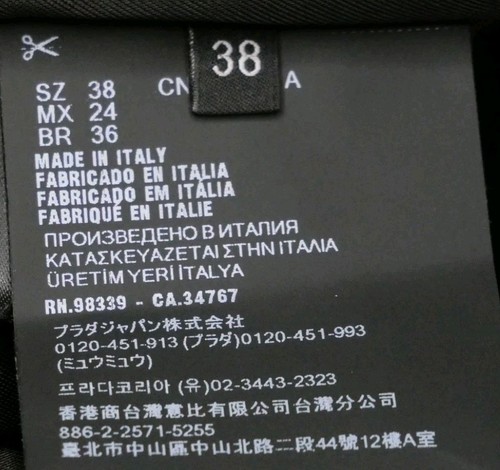 38
SZ 38 CN A
MX 24
BR 36
MADE IN ITALY
FABRICADO EN ITALIA
FABRICADO EM ITÁLIA
FABRIQUÉ EN ITALIE
ПРОИЗВЕДЕНО В ИТАЛИЯ
ΚΑΤΑΣΚΕΥΑΖΕΤΑΙ ΣΤΗΝ ΙΤΑΛΙΑ
ÜRETİM YERİ İTALYA
RN.98339 - CA.34767
プラダジャパン株式会社
0120-451-913 (プラダ) 0120-451-993
(ミュウミュウ)
프라다코리아 (유)02-3443-2323
香港商台灣意比有限公司台灣分公司
886-2-2571-5255
臺北市中山區中山北路二段44號12樓A室